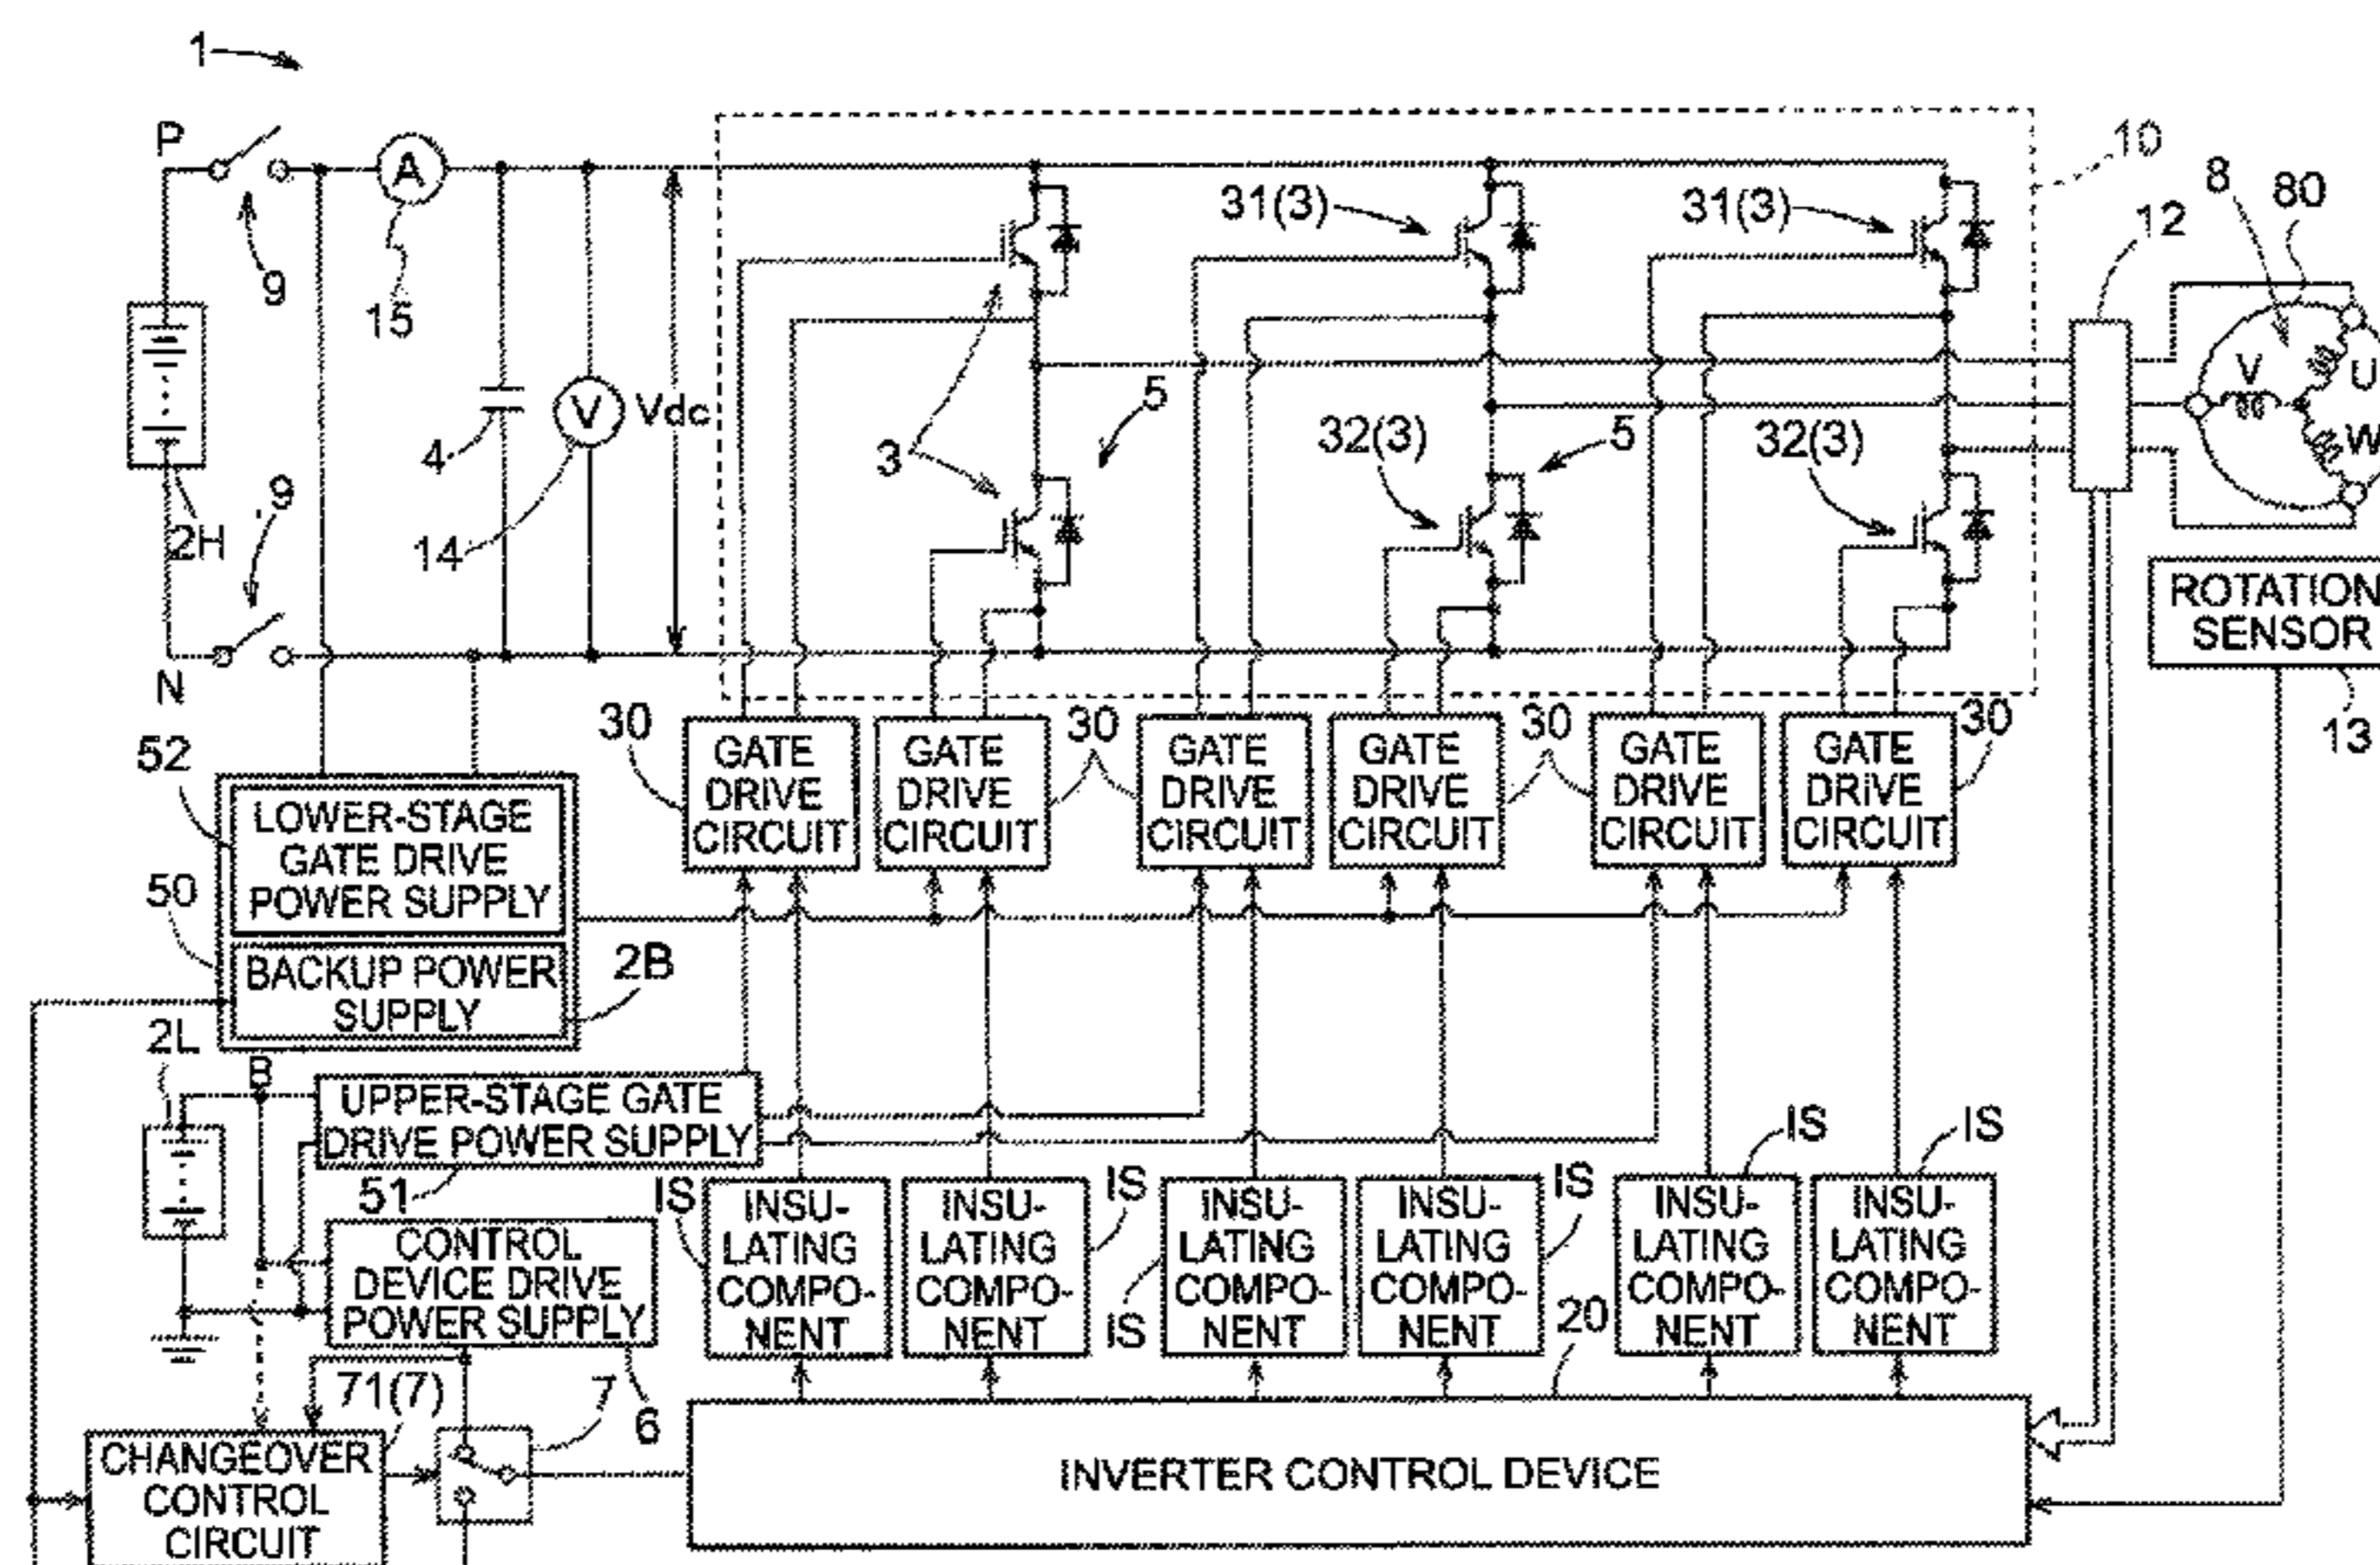 1
P
A
9
15
2H
9
N
4
V
14
Vdc
3
5
31(3)
32(3)
5
31(3)
32(3)
10
12
8
80
V
U
W
ROTATION
SENSOR
13
52
LOWER-STAGE
GATE DRIVE
POWER SUPPLY
50
BACKUP POWER
SUPPLY
2B
30
GATE
DRIVE
CIRCUIT
GATE
DRIVE
CIRCUIT
30
GATE
DRIVE
CIRCUIT
GATE
DRIVE
CIRCUIT
30
GATE
DRIVE
CIRCUIT
GATE
DRIVE
CIRCUIT
30
2L
B
UPPER-STAGE GATE
DRIVE POWER SUPPLY
51
CONTROL
DEVICE DRIVE
POWER SUPPLY
6
IS
INSU-
LATING
COMPO-
NENT
INSU-
LATING
COMPO-
NENT
IS
IS
INSU-
LATING
COMPO-
NENT
INSU-
LATING
COMPO-
NENT
IS
INSU-
LATING
COMPO-
NENT
IS
INSU-
LATING
COMPO-
NENT
IS
20
71(7)
7
CHANGEOVER
CONTROL
CIRCUIT
INVERTER CONTROL DEVICE